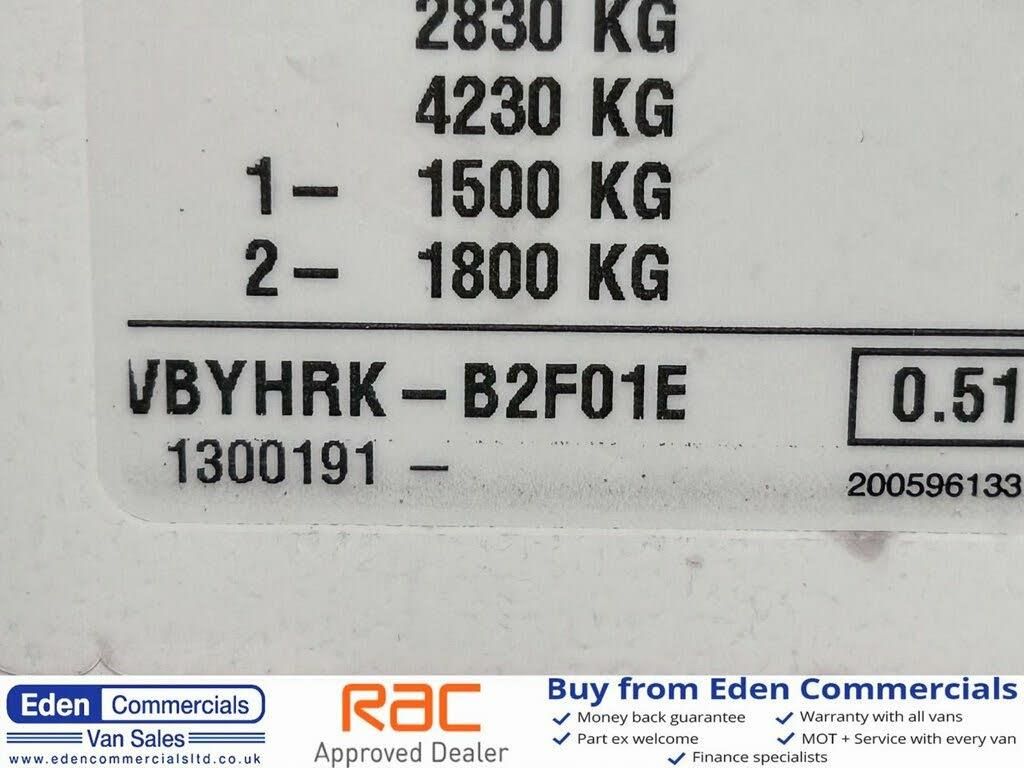 2830 KG
4230 KG
1 – 1500 KG
2 – 1800 KG
VBYHRK – B2F01E 0.51
1300191 – 200596133
Eden Commercials
Van Sales
www.edencommercialsltd.co.uk
RAC
Approved Dealer
Buy from Eden Commercials
Money back guarantee Warranty with all vans
Part ex welcome MOT + Service with every van
Finance specialists